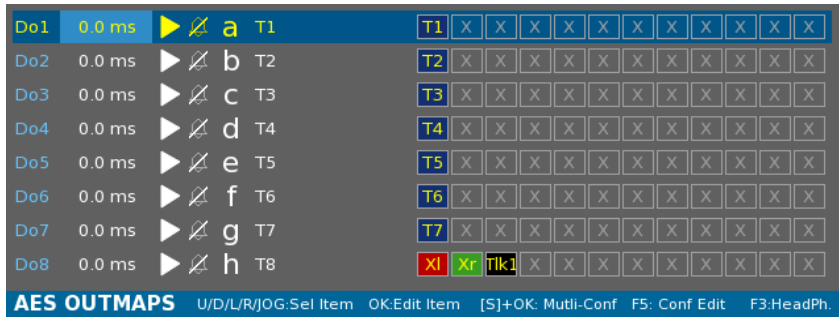 Do1 0.0 ms a T1 T1 X X X X X X X X X X X
Do2 0.0 ms b T2 T2 X X X X X X X X X X X
Do3 0.0 ms c T3 T3 X X X X X X X X X X X
Do4 0.0 ms d T4 T4 X X X X X X X X X X X
Do5 0.0 ms e T5 T5 X X X X X X X X X X X
Do6 0.0 ms f T6 T6 X X X X X X X X X X X
Do7 0.0 ms g T7 T7 X X X X X X X X X X X
Do8 0.0 ms h T8 Xl Xr Tlk1 X X X X X X X X X
AES OUTMAPS U/D/L/R/JOG:Sel Item OK:Edit Item [S]+OK: Mutli-Conf F5: Conf Edit F3:HeadPh.